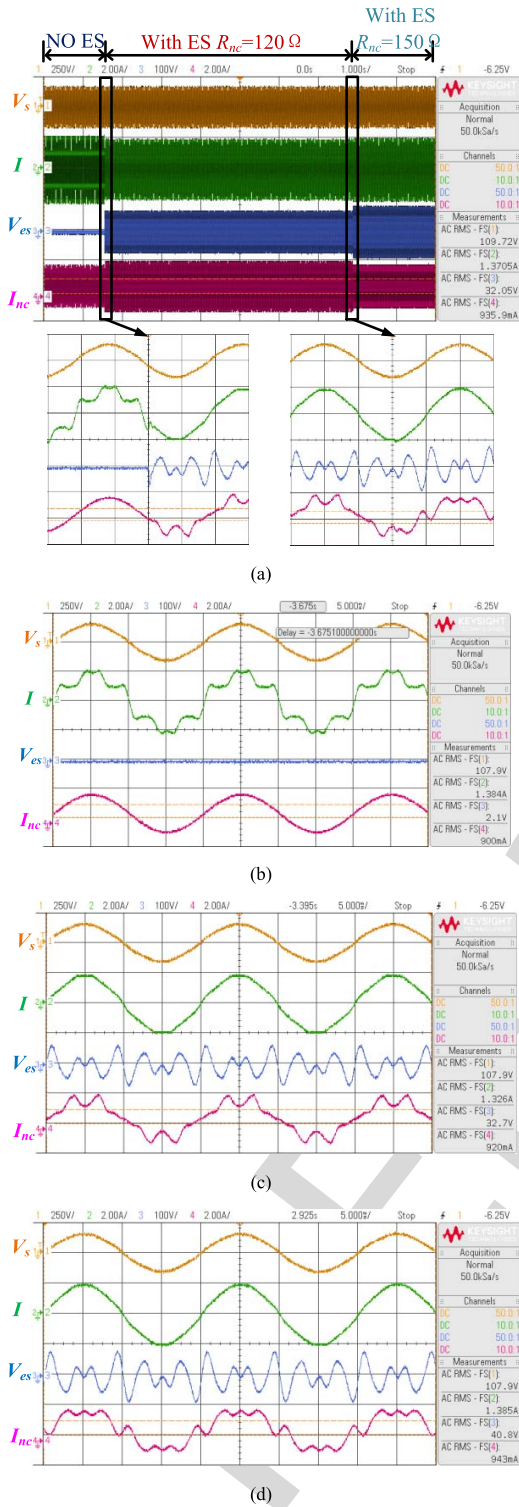 NO ES
With ES Rnc=120 Ω
With ES
Rnc=150 Ω
250V/ 2 2.00A/ 3 100V/ 4 2.00A/ 0.0s 1.000s/ Stop 1 -6.25V
KEYSIGHT
TECHNOLOGIES
Acquisition
Normal
50.0kSa/s
Channels
DC 50.0:1
DC 10.0:1
DC 50.0:1
DC 10.0:1
Measurements
AC RMS - FS(1):
109.72V
AC RMS - FS(2):
1.3705A
AC RMS - FS(3):
32.05V
AC RMS - FS(4):
935.9mA
Vs
I
Ves
Inc
(a)
1 250V/ 2 2.00A/ 3 100V/ 4 2.00A/ -3.675s 5.000%/ Stop 1 -6.25V
Delay = -3.675100000000s
KEYSIGHT
TECHNOLOGIES
Acquisition
Normal
50.0kSa/s
Channels
DC 50.0:1
DC 10.0:1
DC 50.0:1
DC 10.0:1
Measurements
AC RMS - FS(1):
107.9V
AC RMS - FS(2):
1.384A
AC RMS - FS(3):
2.1V
AC RMS - FS(4):
900mA
Vs
I
Ves
Inc
(b)
1 250V/ 2 2.00A/ 3 100V/ 4 2.00A/ -3.395s 5.000%/ Stop 1 -6.25V
KEYSIGHT
TECHNOLOGIES
Acquisition
Normal
50.0kSa/s
Channels
DC 50.0:1
DC 10.0:1
DC 50.0:1
DC 10.0:1
Measurements
AC RMS - FS(1):
107.9V
AC RMS - FS(2):
1.326A
AC RMS - FS(3):
32.7V
AC RMS - FS(4):
920mA
Vs
I
Ves
Inc
(c)
1 250V/ 2 2.00A/ 3 100V/ 4 2.00A/ 2.925s 5.000%/ Stop 1 -6.25V
KEYSIGHT
TECHNOLOGIES
Acquisition
Normal
50.0kSa/s
Channels
DC 50.0:1
DC 10.0:1
DC 50.0:1
DC 10.0:1
Measurements
AC RMS - FS(1):
107.9V
AC RMS - FS(2):
1.385A
AC RMS - FS(3):
40.8V
AC RMS - FS(4):
943mA
Vs
I
Ves
Inc
(d)